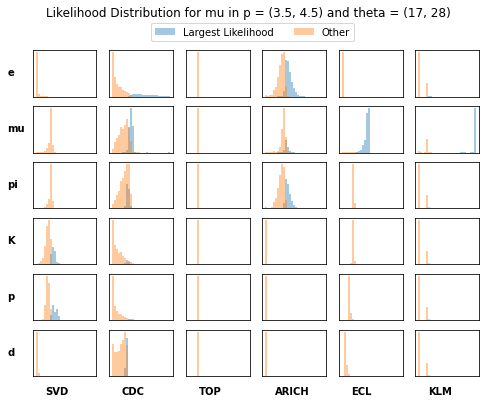 Likelihood Distribution for mu in p = (3.5, 4.5) and theta = (17, 28)
Largest Likelihood Other
e
mu
pi
K
p
d
SVD CDC TOP ARICH ECL KLM